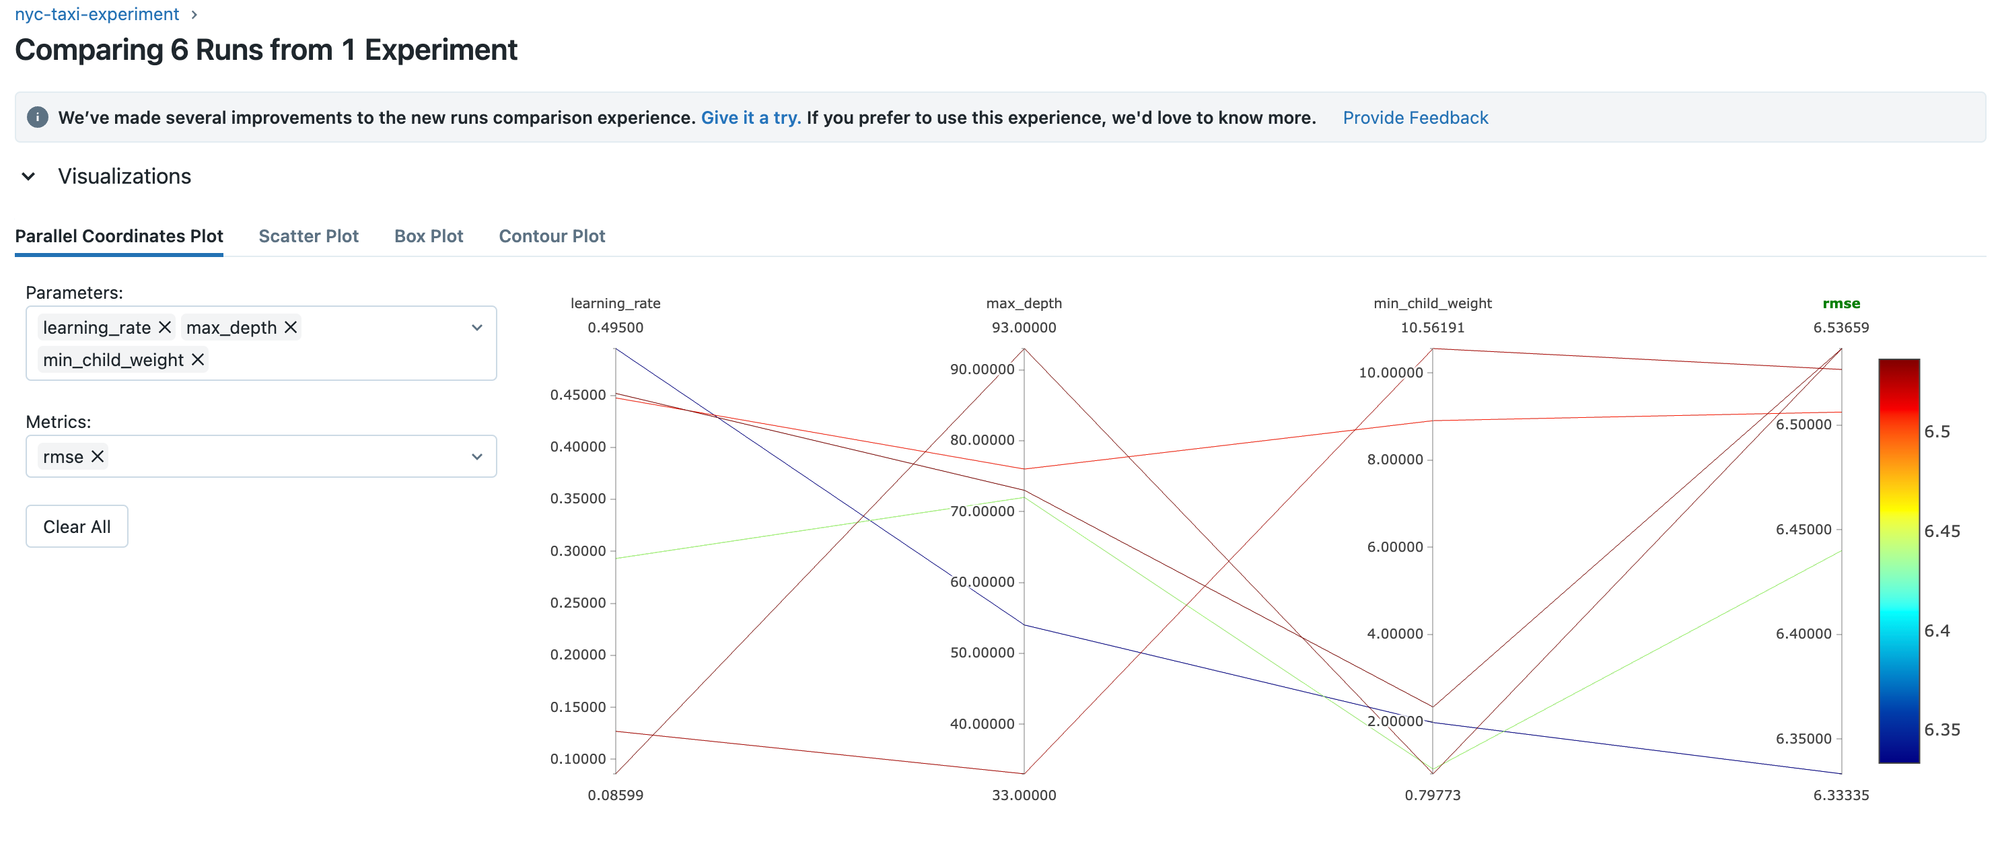 nyc-taxi-experiment ›
Comparing 6 Runs from 1 Experiment
We've made several improvements to the new runs comparison experience. Give it a try. If you prefer to use this experience, we'd love to know more. Provide Feedback
Visualizations
Parallel Coordinates Plot Scatter Plot Box Plot Contour Plot
Parameters:
learning_rate × max_depth ×
min_child_weight ×
Metrics:
rmse ×
Clear All
learning_rate
0.49500
0.45000
0.40000
0.35000
0.30000
0.25000
0.20000
0.15000
0.10000
0.08599
max_depth
93.00000
90.00000
80.00000
70.00000
60.00000
50.00000
40.00000
33.00000
min_child_weight
10.56191
10.00000
8.00000
6.00000
4.00000
2.00000
0.79773
rmse
6.53659
6.50000
6.45000
6.40000
6.35000
6.33335
6.5
6.45
6.4
6.35